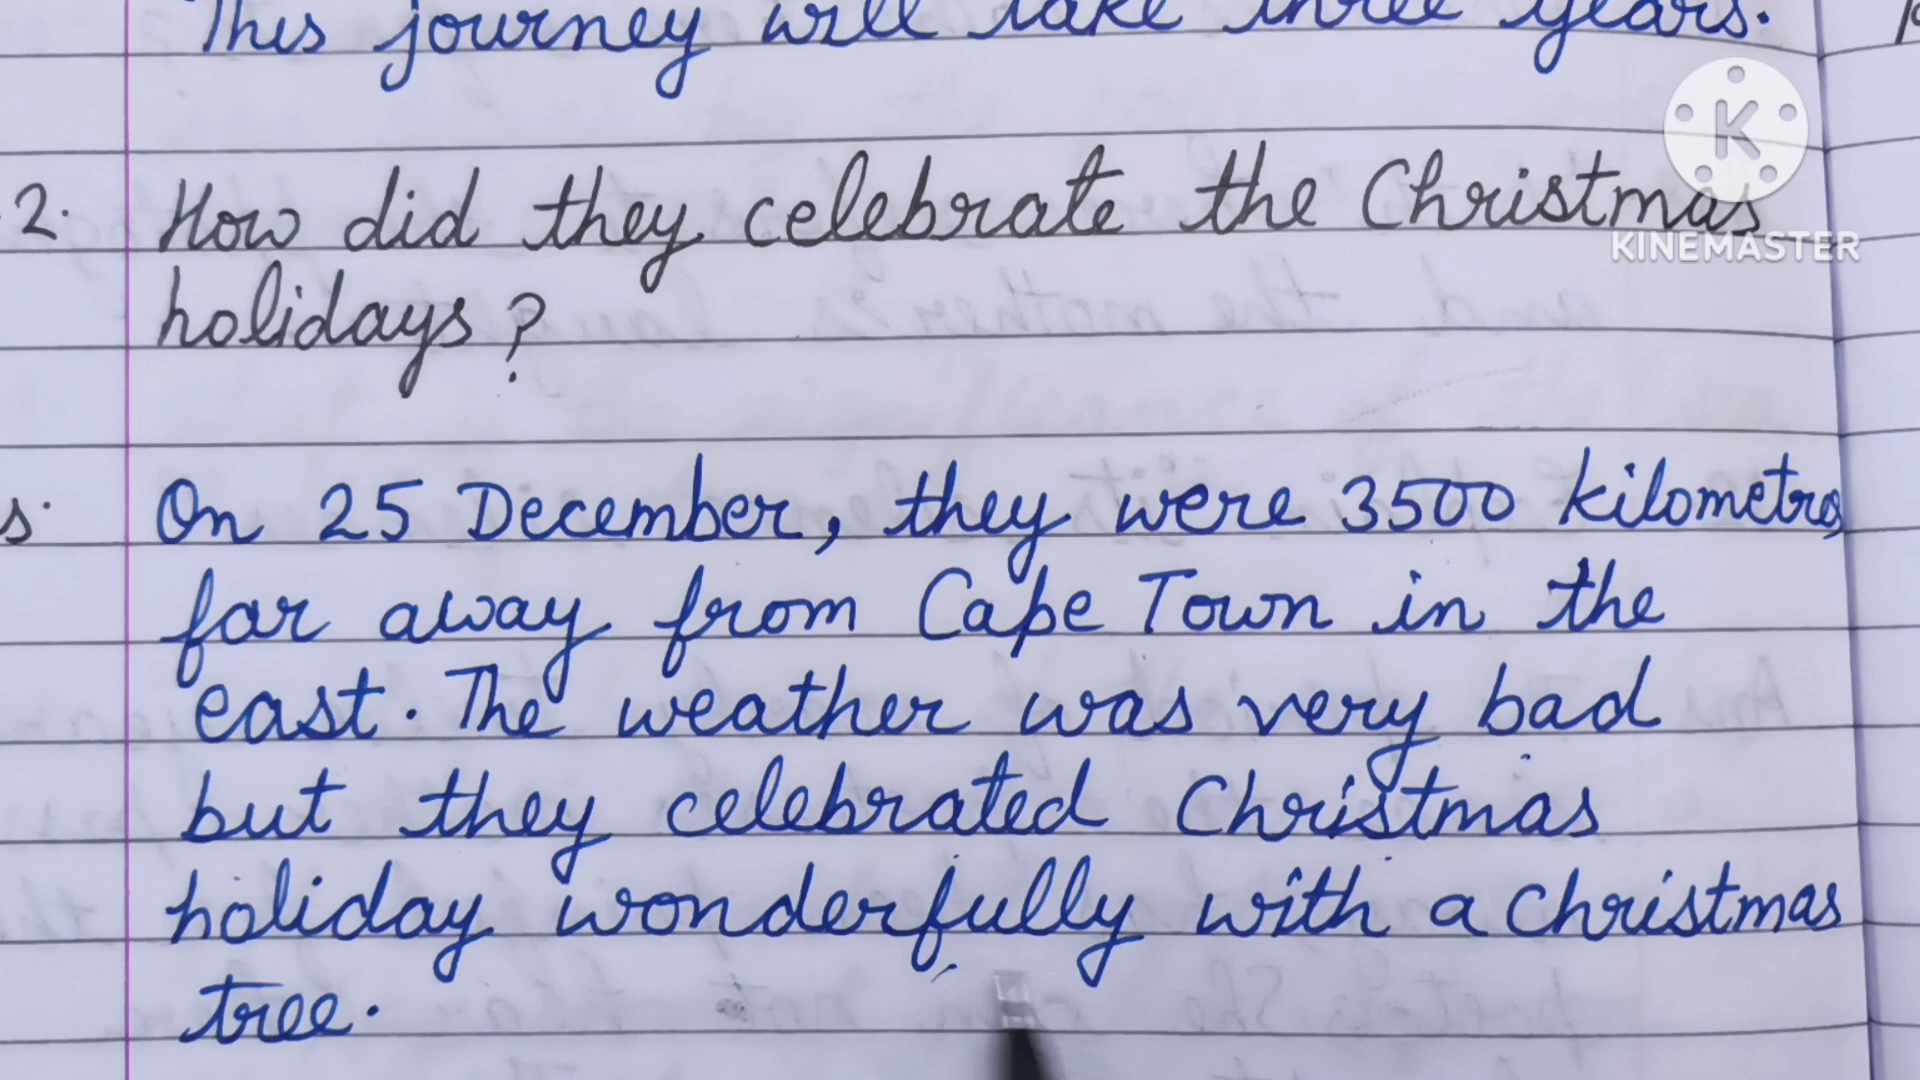 This journey will take three years.
2. How did they celebrate the Christmas
KINEMASTER
holidays?
s. On 25 December, they were 3500 kilometres
far away from Cape Town in the
east. The weather was very bad
but they celebrated Christmas
holiday wonderfully with a Christmas
tree.